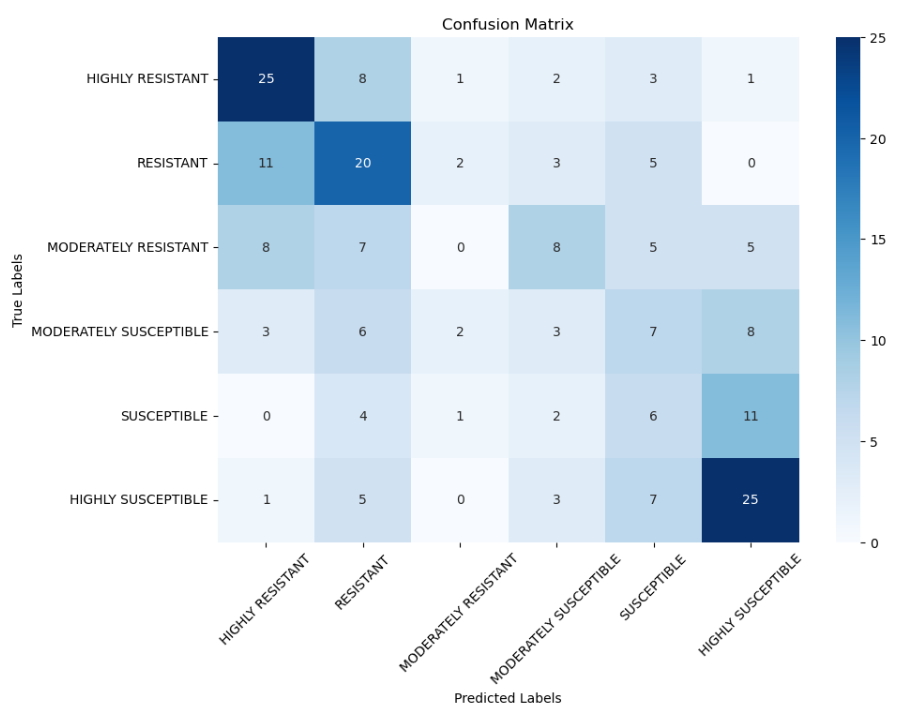 Confusion Matrix
True Labels
HIGHLY RESISTANT 25 8 1 2 3 1
RESISTANT 11 20 2 3 5 0
MODERATELY RESISTANT 8 7 0 8 5 5
MODERATELY SUSCEPTIBLE 3 6 2 3 7 8
SUSCEPTIBLE 0 4 1 2 6 11
HIGHLY SUSCEPTIBLE 1 5 0 3 7 25
HIGHLY RESISTANT
RESISTANT
MODERATELY RESISTANT
MODERATELY SUSCEPTIBLE
SUSCEPTIBLE
HIGHLY SUSCEPTIBLE
Predicted Labels
25
20
15
10
5
0